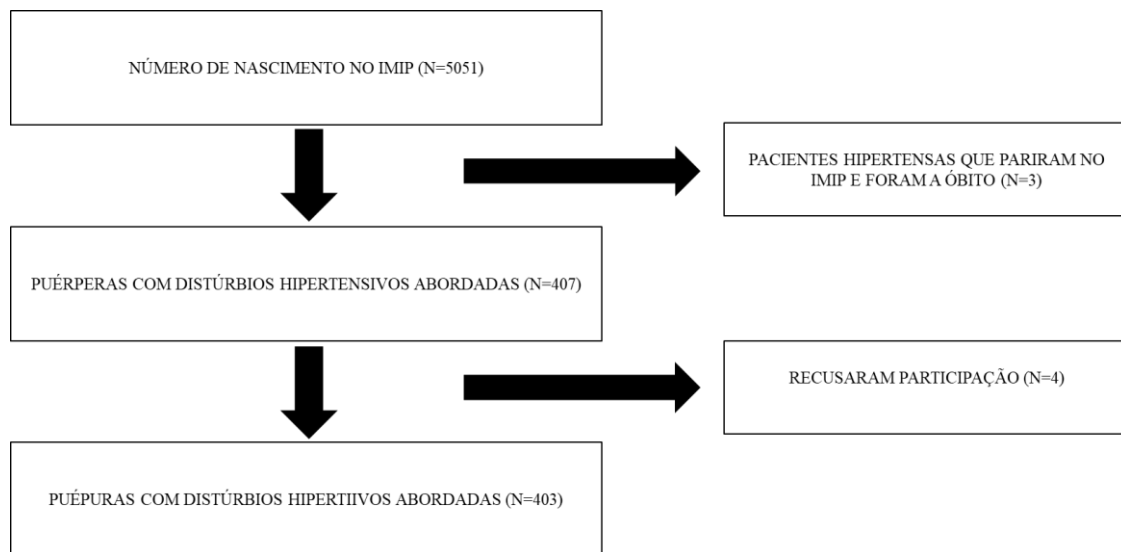 NÚMERO DE NASCIMENTO NO IMIP (N=5051)
PACIENTES HIPERTENSAS QUE PARIRAM NO
IMIP E FORAM A ÓBITO (N=3)
PUÉRPERAS COM DISTÚRBIOS HIPERTENSIVOS ABORDADAS (N=407)
RECUSARAM PARTICIPAÇÃO (N=4)
PUÉPURAS COM DISTÚRBIOS HIPERTIIVOS ABORDADAS (N=403)